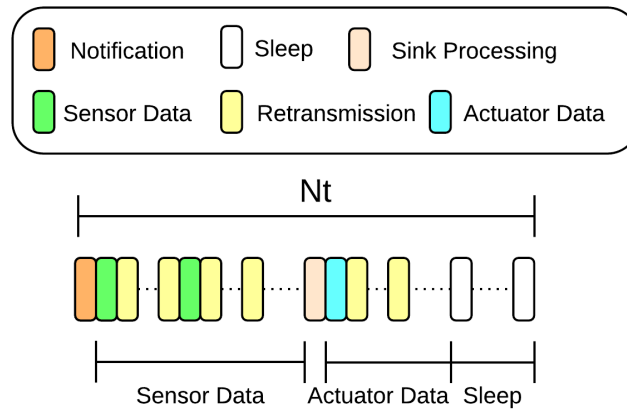 Notification Sleep Sink Processing
Sensor Data Retransmission Actuator Data
Nt
Sensor Data Actuator Data Sleep